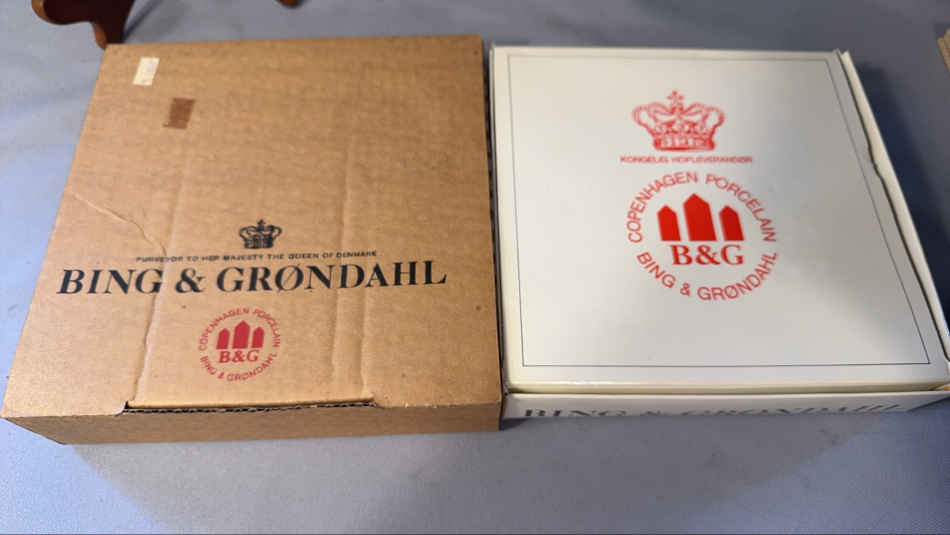 PURVEYOR TO HER MAJESTY THE QUEEN OF DENMARK
BING & GRØNDAHL
COPENHAGEN PORCELAIN
B&G
BING & GRØNDAHL
KONGELIG HOFLEVERANDØR
COPENHAGEN PORCELAIN
B&G
BING & GRØNDAHL
BING & GRØNDAHL